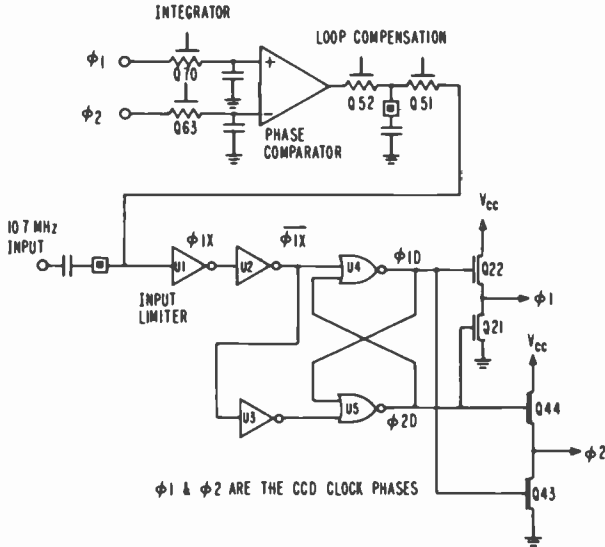 INTEGRATOR
LOOP COMPENSATION
ϕ1
Q70
+
Q52
Q51
ϕ2
Q63
−
PHASE
COMPARATOR
10 7 MHz
INPUT
ϕ1X
ϕ1X̅
ϕ1D
Vcc
U1
U2
U4
Q22
ϕ1
INPUT
LIMITER
Q21
Vcc
U3
U5
ϕ2D
Q44
ϕ2
Q43
ϕ1 & ϕ2 ARE THE CCD CLOCK PHASES